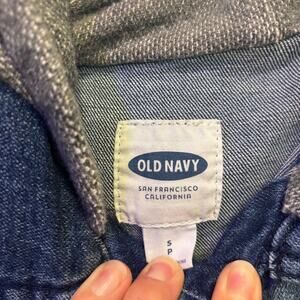 OLD NAVY
SAN FRANCISCO
CALIFORNIA
S
P